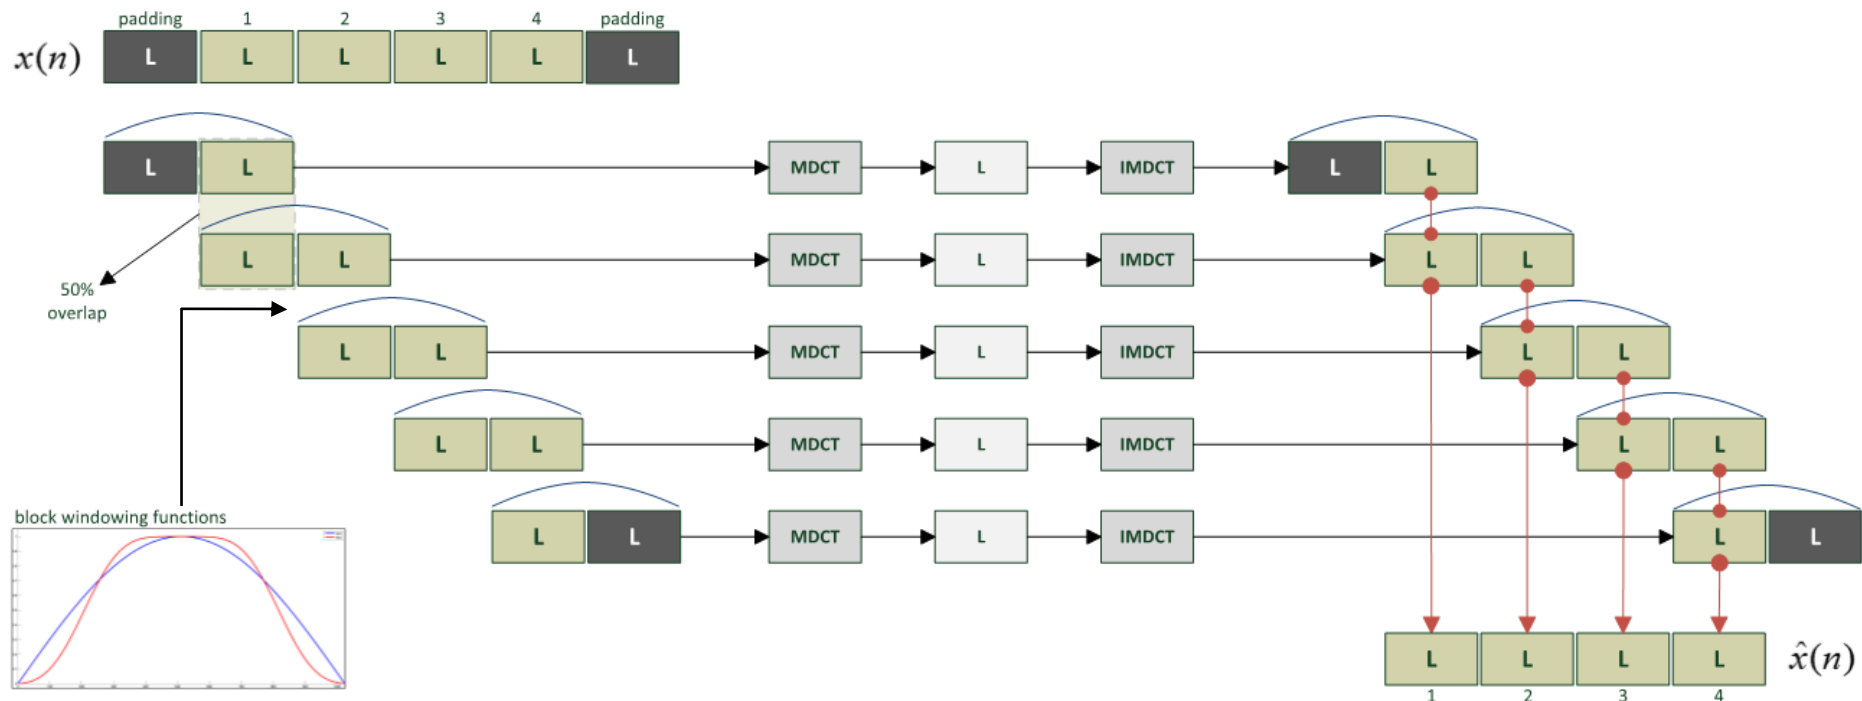 padding 1 2 3 4 padding
x(n) L L L L L L
L L MDCT L IMDCT L L
L L MDCT L IMDCT L L
50%
overlap
L L MDCT L IMDCT L L
L L MDCT L IMDCT L L
L L MDCT L IMDCT L L
block windowing functions
L L L L x̂(n)
1 2 3 4